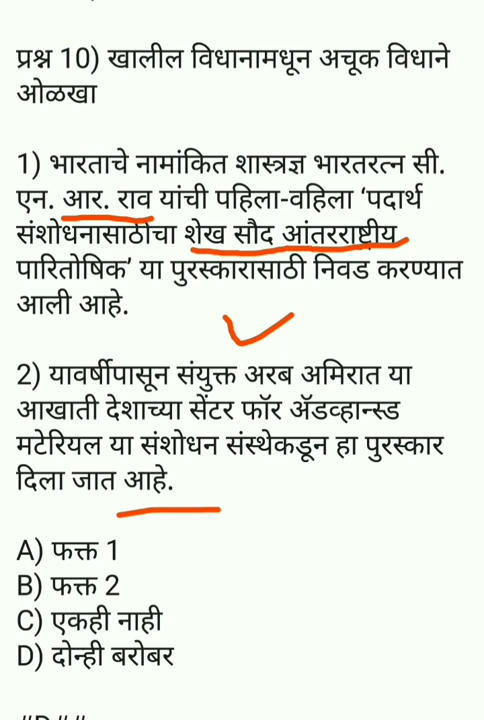 प्रश्न 10) खालील विधानामधून अचूक विधाने
ओळखा
1) भारताचे नामांकित शास्त्रज्ञ भारतरत्न सी.
एन. आर. राव यांची पहिला-वहिला ‘पदार्थ
संशोधनासाठीचा शेख सौद आंतरराष्ट्रीय
पारितोषिक’ या पुरस्कारासाठी निवड करण्यात
आली आहे.
2) यावर्षीपासून संयुक्त अरब अमिरात या
आखाती देशाच्या सेंटर फॉर ॲडव्हान्स्ड
मटेरियल या संशोधन संस्थेकडून हा पुरस्कार
दिला जात आहे.
A) फक्त 1
B) फक्त 2
C) एकही नाही
D) दोन्ही बरोबर